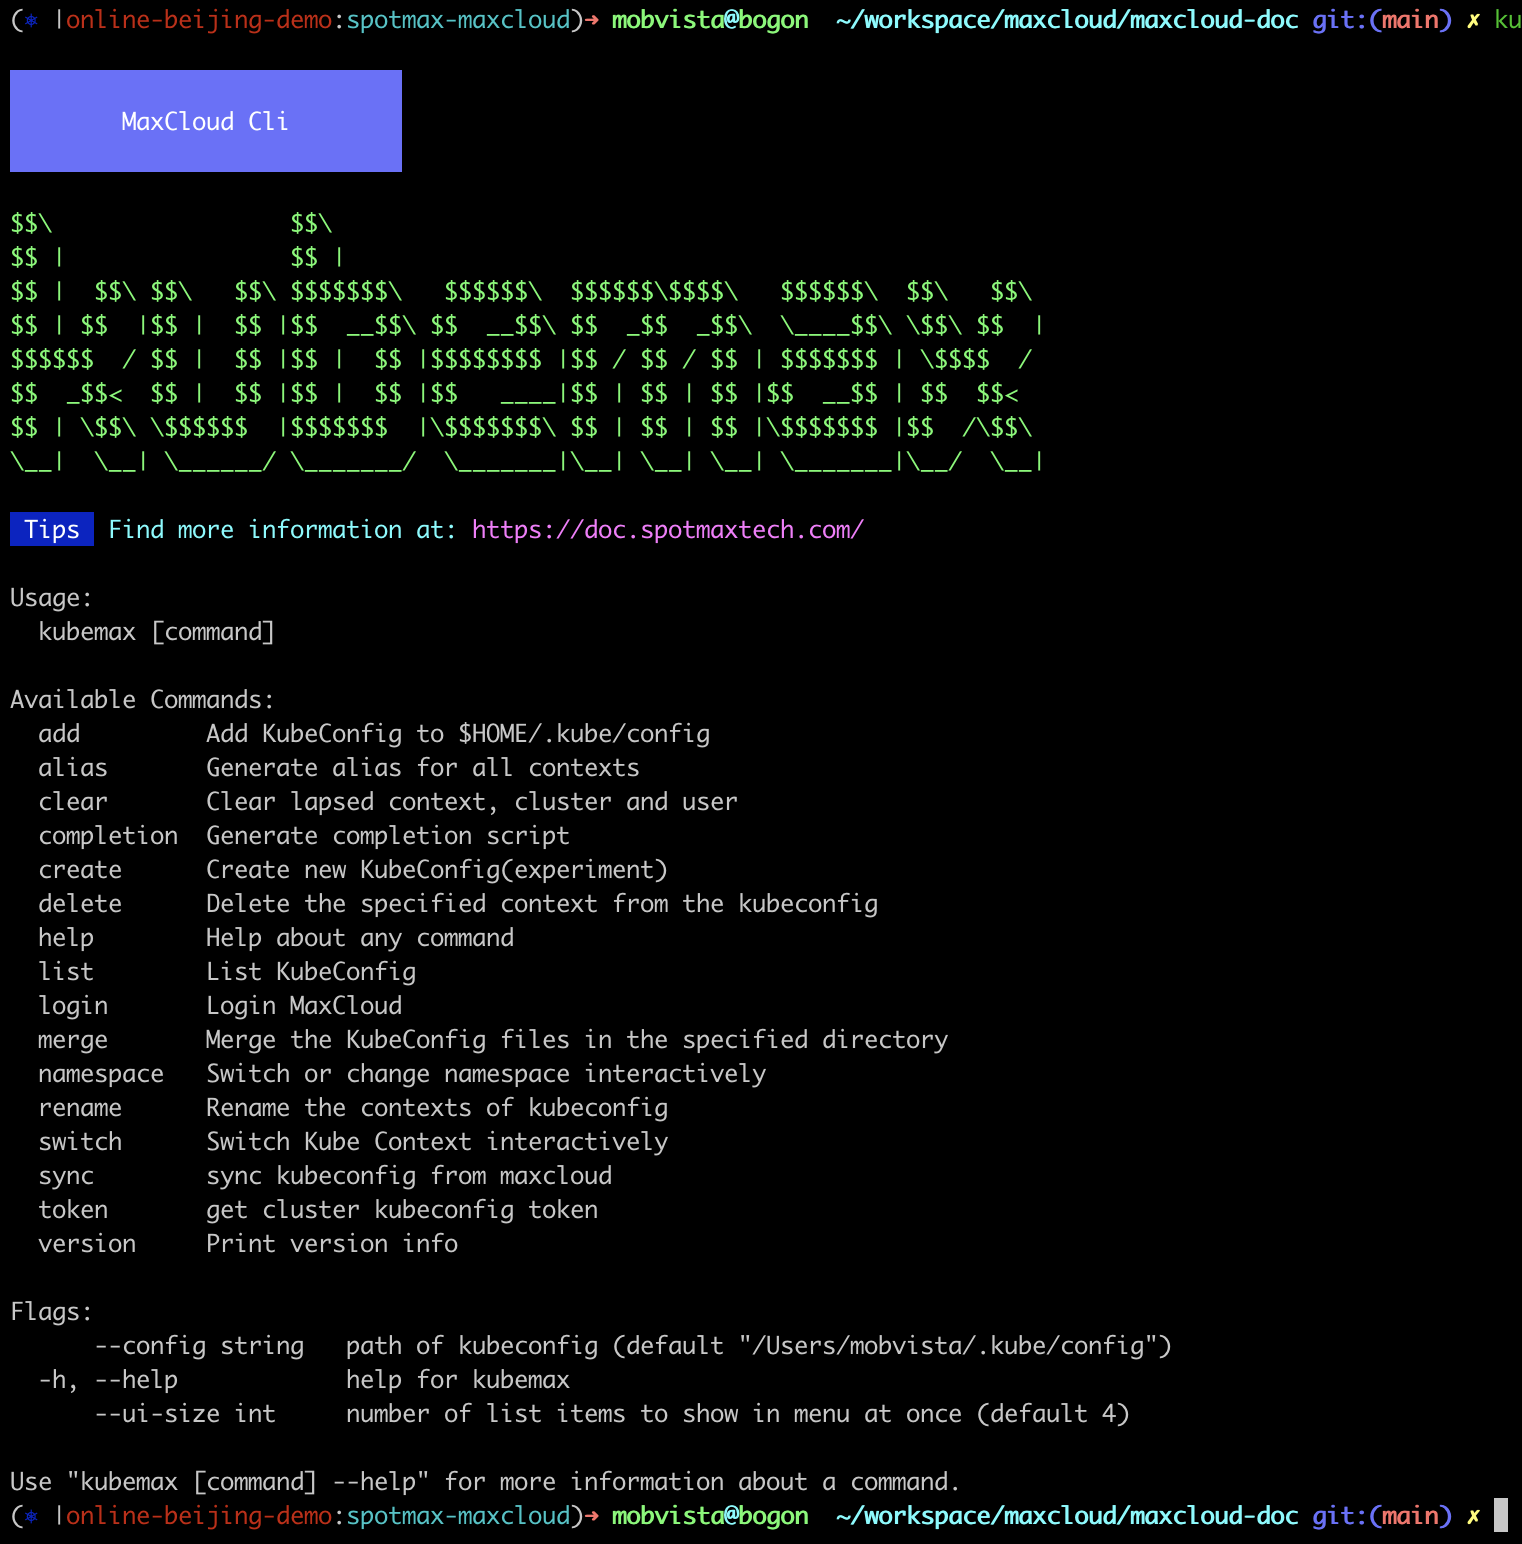 (⎈ |online-beijing-demo:spotmax-maxcloud)➜ mobvista@bogon  ~/workspace/maxcloud/maxcloud-doc git:(main) ✗ ku
MaxCloud Cli
$$\                 $$\
$$ |                $$ |
$$ |  $$\ $$\   $$\ $$$$$$$\   $$$$$$\  $$$$$$\$$$$\   $$$$$$\  $$\   $$\
$$ | $$  |$$ |  $$ |$$  __$$\ $$  __$$\ $$  _$$  _$$\  \____$$\ \$$\ $$  |
$$$$$$  / $$ |  $$ |$$ |  $$ |$$$$$$$$ |$$ / $$ / $$ | $$$$$$$ | \$$$$  /
$$  _$$<  $$ |  $$ |$$ |  $$ |$$   ____|$$ | $$ | $$ |$$  __$$ | $$  $$<
$$ | \$$\ \$$$$$$  |$$$$$$$  |\$$$$$$$\ $$ | $$ | $$ |\$$$$$$$ |$$  /\$$\
\__|  \__| \______/ \_______/  \_______|\__| \__| \__| \_______|\__/  \__|
Tips Find more information at: https://doc.spotmaxtech.com/
Usage:
  kubemax [command]
Available Commands:
  add         Add KubeConfig to $HOME/.kube/config
  alias       Generate alias for all contexts
  clear       Clear lapsed context, cluster and user
  completion  Generate completion script
  create      Create new KubeConfig(experiment)
  delete      Delete the specified context from the kubeconfig
  help        Help about any command
  list        List KubeConfig
  login       Login MaxCloud
  merge       Merge the KubeConfig files in the specified directory
  namespace   Switch or change namespace interactively
  rename      Rename the contexts of kubeconfig
  switch      Switch Kube Context interactively
  sync        sync kubeconfig from maxcloud
  token       get cluster kubeconfig token
  version     Print version info
Flags:
      --config string   path of kubeconfig (default "/Users/mobvista/.kube/config")
  -h, --help            help for kubemax
      --ui-size int     number of list items to show in menu at once (default 4)
Use "kubemax [command] --help" for more information about a command.
(⎈ |online-beijing-demo:spotmax-maxcloud)➜ mobvista@bogon  ~/workspace/maxcloud/maxcloud-doc git:(main) ✗